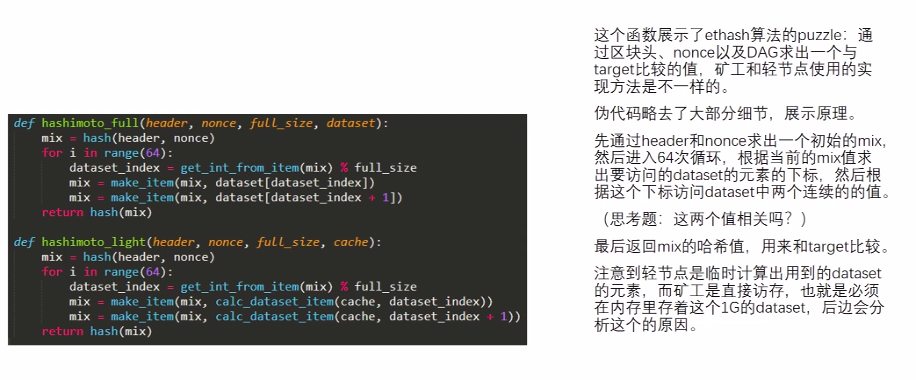 def hashimoto_full(header, nonce, full_size, dataset):
    mix = hash(header, nonce)
    for i in range(64):
        dataset_index = get_int_from_item(mix) % full_size
        mix = make_item(mix, dataset[dataset_index])
        mix = make_item(mix, dataset[dataset_index + 1])
    return hash(mix)
def hashimoto_light(header, nonce, full_size, cache):
    mix = hash(header, nonce)
    for i in range(64):
        dataset_index = get_int_from_item(mix) % full_size
        mix = make_item(mix, calc_dataset_item(cache, dataset_index))
        mix = make_item(mix, calc_dataset_item(cache, dataset_index + 1))
    return hash(mix)
这个函数展示了ethash算法的puzzle：通
过区块头、nonce以及DAG求出一个与
target比较的值，矿工和轻节点使用的实
现方法是不一样的。
伪代码略去了大部分细节，展示原理。
先通过header和nonce求出一个初始的mix，
然后进入64次循环，根据当前的mix值求
出要访问的dataset的元素的下标，然后根
据这个下标访问dataset中两个连续的的值。
（思考题：这两个值相关吗？）
最后返回mix的哈希值，用来和target比较。
注意到轻节点是临时计算出用到的dataset
的元素，而矿工是直接访存，也就是必须
在内存里存着这个1G的dataset，后边会分
析这个的原因。